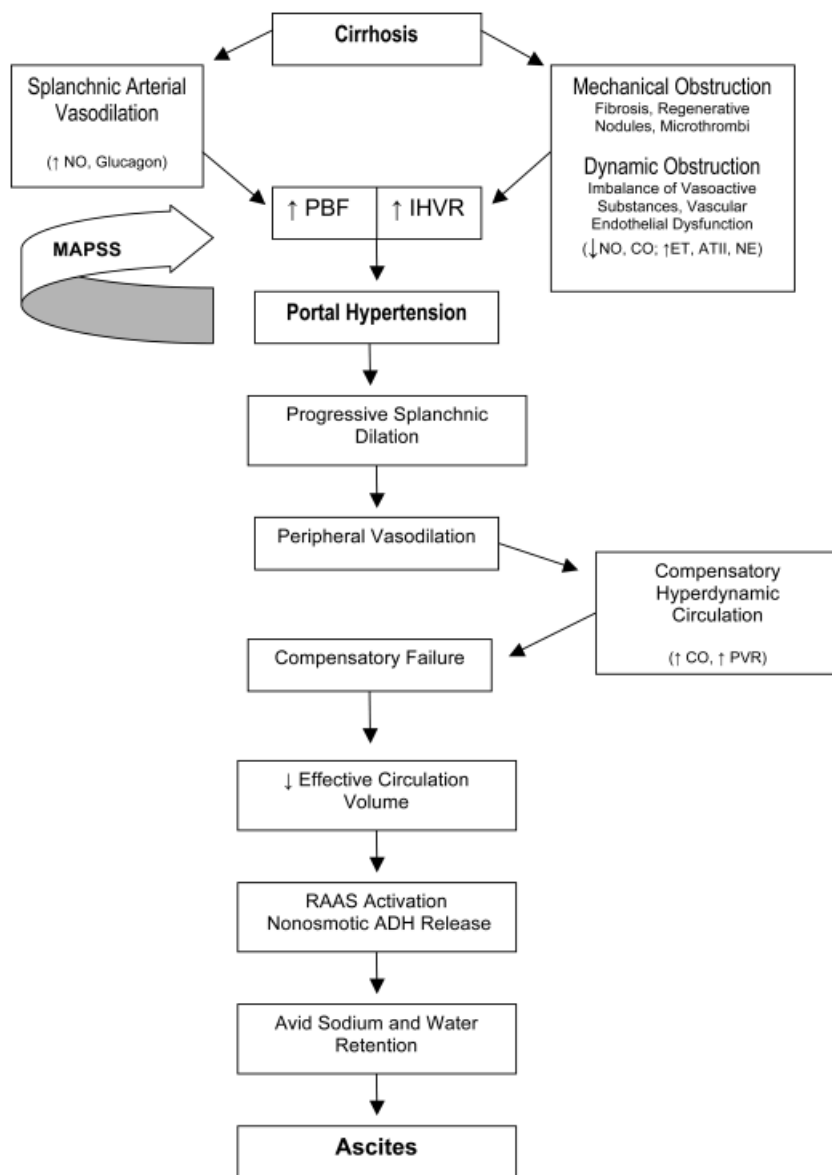 Cirrhosis
Splanchnic Arterial
Vasodilation
(↑ NO, Glucagon)
Mechanical Obstruction
Fibrosis, Regenerative
Nodules, Microthrombi
Dynamic Obstruction
Imbalance of Vasoactive
Substances, Vascular
Endothelial Dysfunction
(↓NO, CO; ↑ET, ATII, NE)
↑ PBF
↑ IHVR
MAPSS
Portal Hypertension
Progressive Splanchnic
Dilation
Peripheral Vasodilation
Compensatory
Hyperdynamic
Circulation
(↑ CO, ↑ PVR)
Compensatory Failure
↓ Effective Circulation
Volume
RAAS Activation
Nonosmotic ADH Release
Avid Sodium and Water
Retention
Ascites